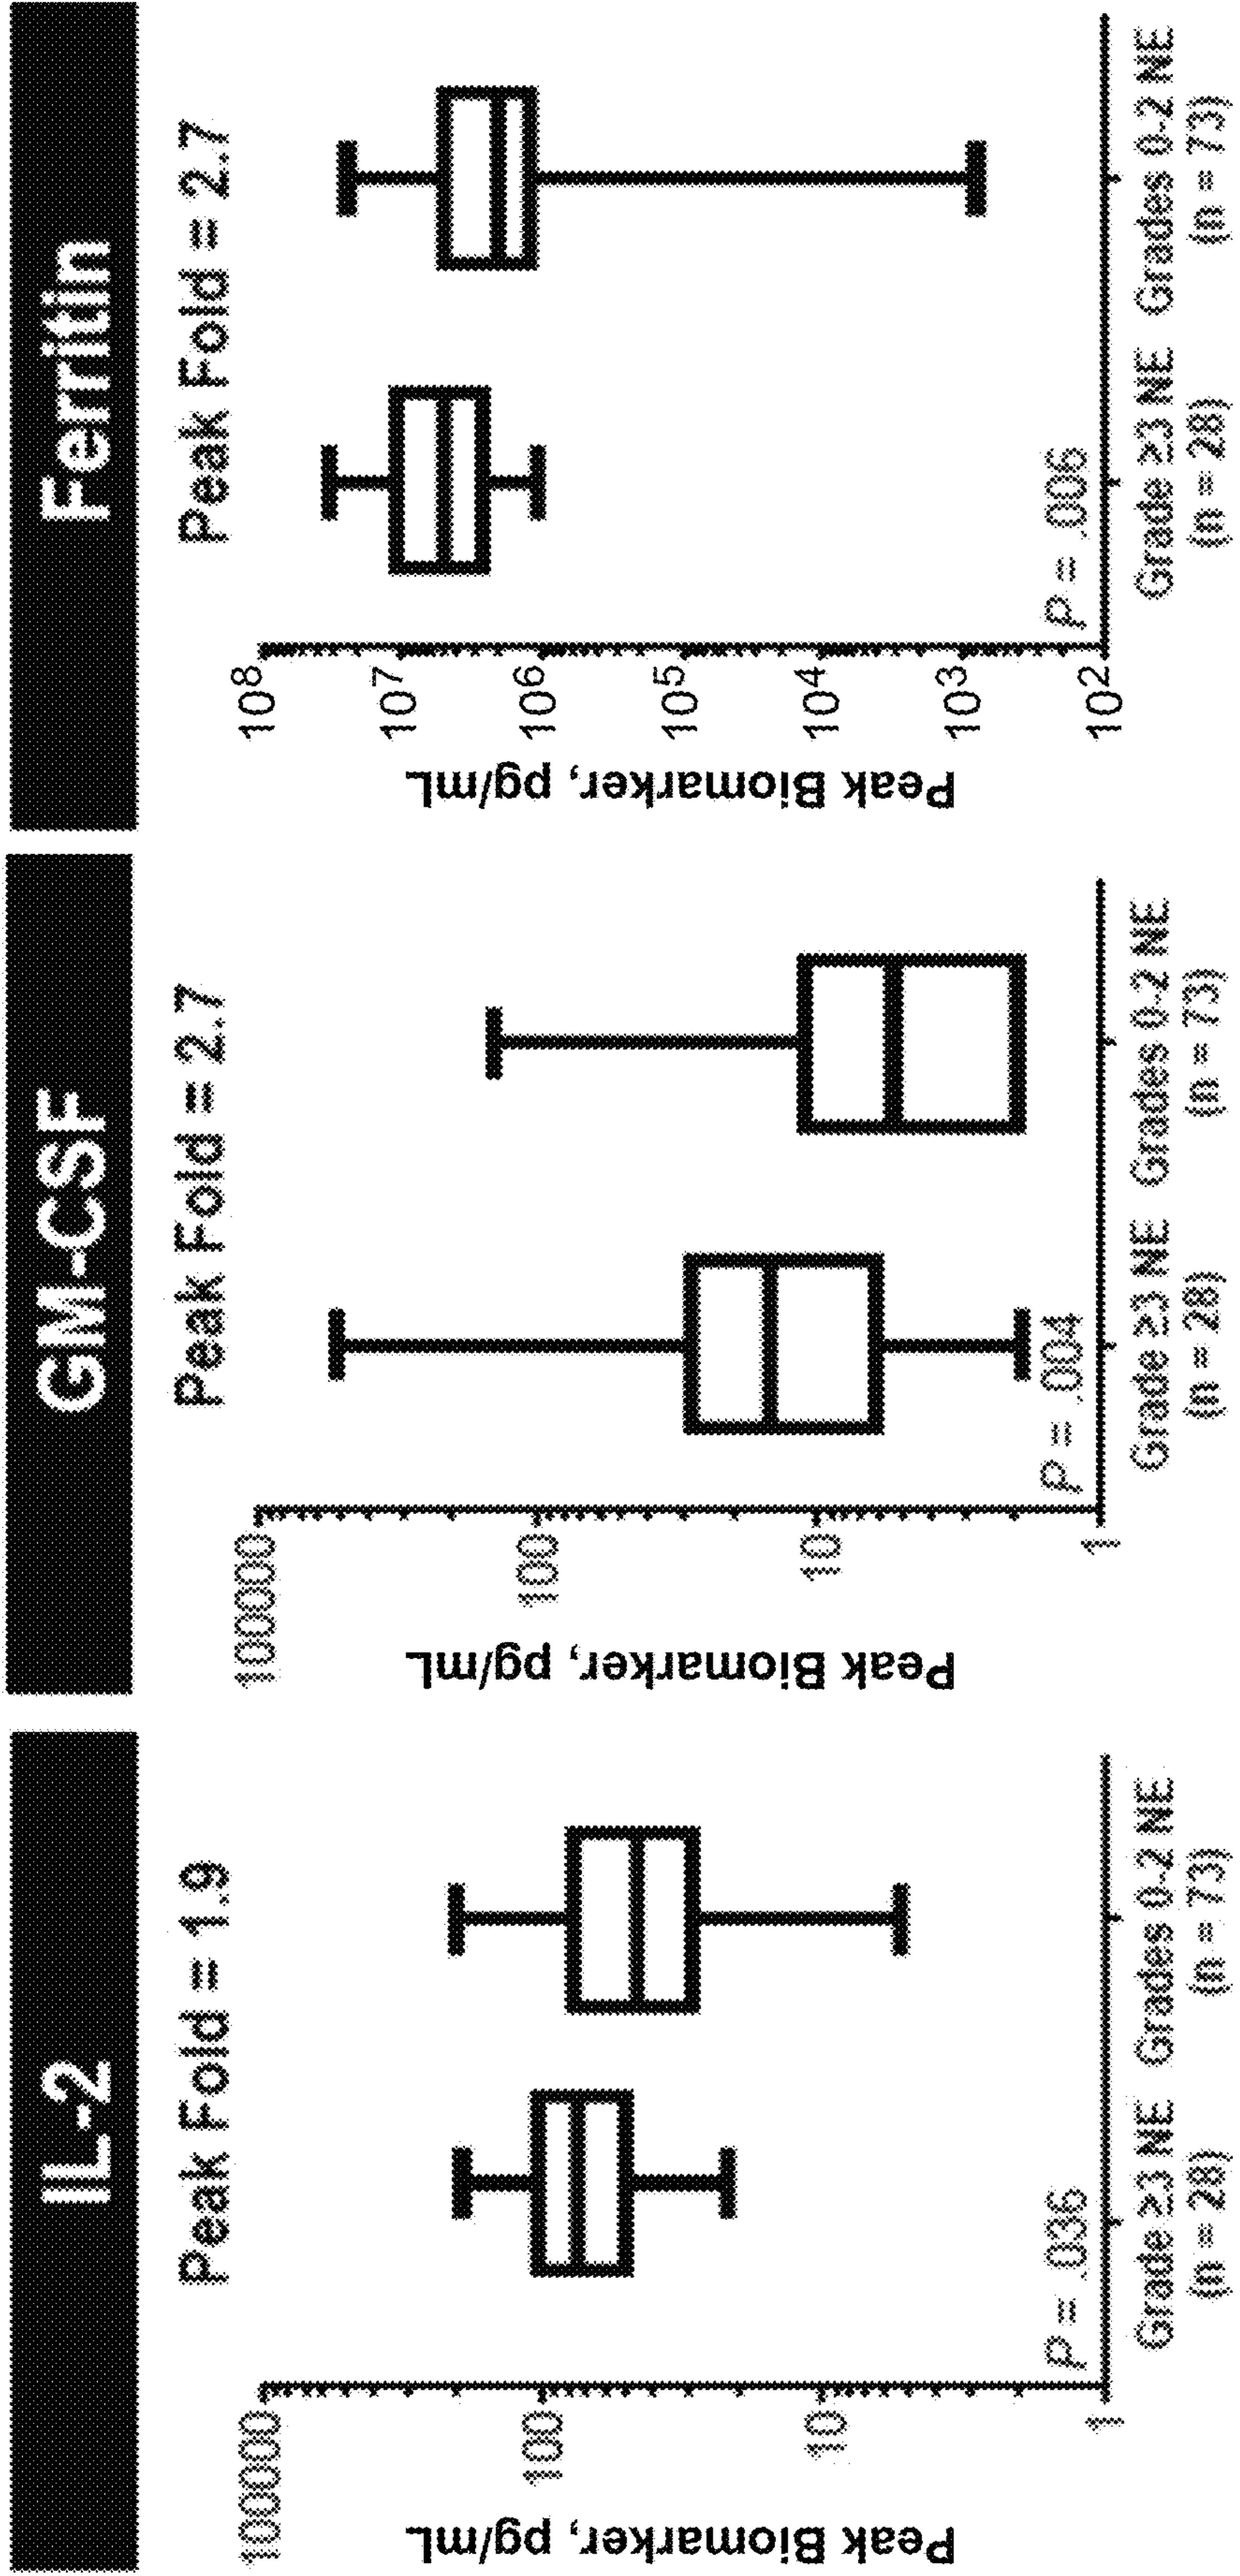 IL-2
Peak Fold = 1.9
Peak Biomarker, pg/mL
100000
100
10
1
P = .036
Grade ≥3 NE
(n = 28)
Grades 0-2 NE
(n = 73)
GM-CSF
Peak Fold = 2.7
Peak Biomarker, pg/mL
100000
100
10
1
P = .004
Grade ≥3 NE
(n = 28)
Grades 0-2 NE
(n = 73)
Ferritin
Peak Fold = 2.7
Peak Biomarker, pg/mL
10⁸
10⁷
10⁶
10⁵
10⁴
10³
10²
P = .006
Grade ≥3 NE
(n = 28)
Grades 0-2 NE
(n = 73)